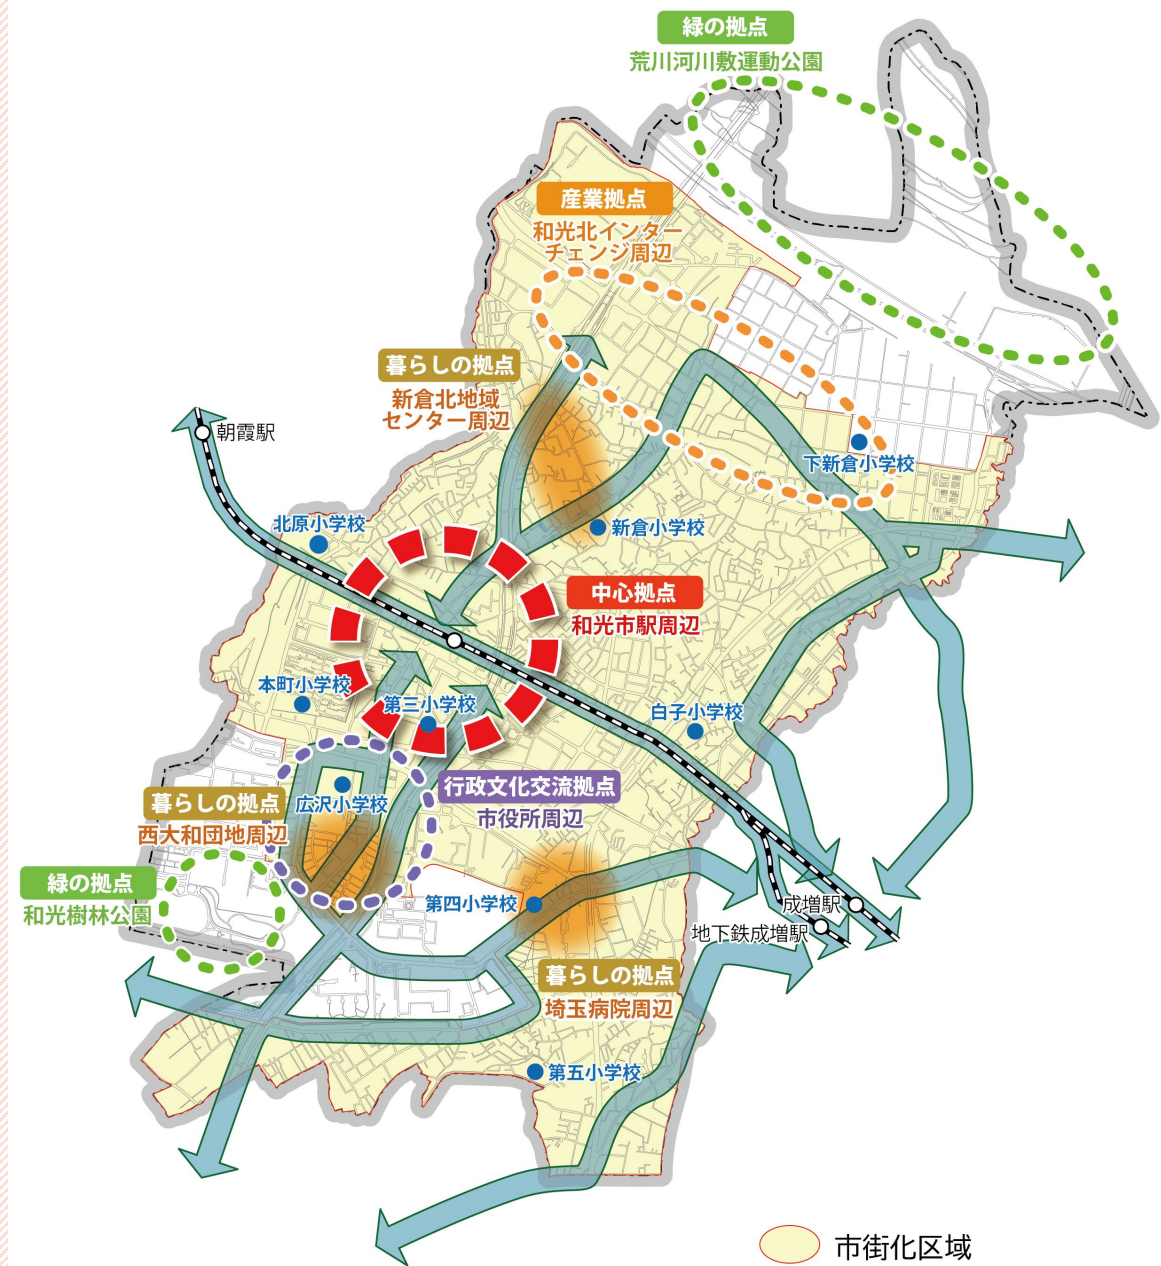 緑の拠点
荒川河川敷運動公園
産業拠点
和光北インター
チェンジ周辺
暮らしの拠点
新倉北地域
センター周辺
朝霞駅
下新倉小学校
北原小学校
新倉小学校
中心拠点
和光市駅周辺
本町小学校
第三小学校
白子小学校
行政文化交流拠点
市役所周辺
暮らしの拠点
西大和団地周辺
広沢小学校
緑の拠点
和光樹林公園
第四小学校
成増駅
地下鉄成増駅
暮らしの拠点
埼玉病院周辺
第五小学校
市街化区域